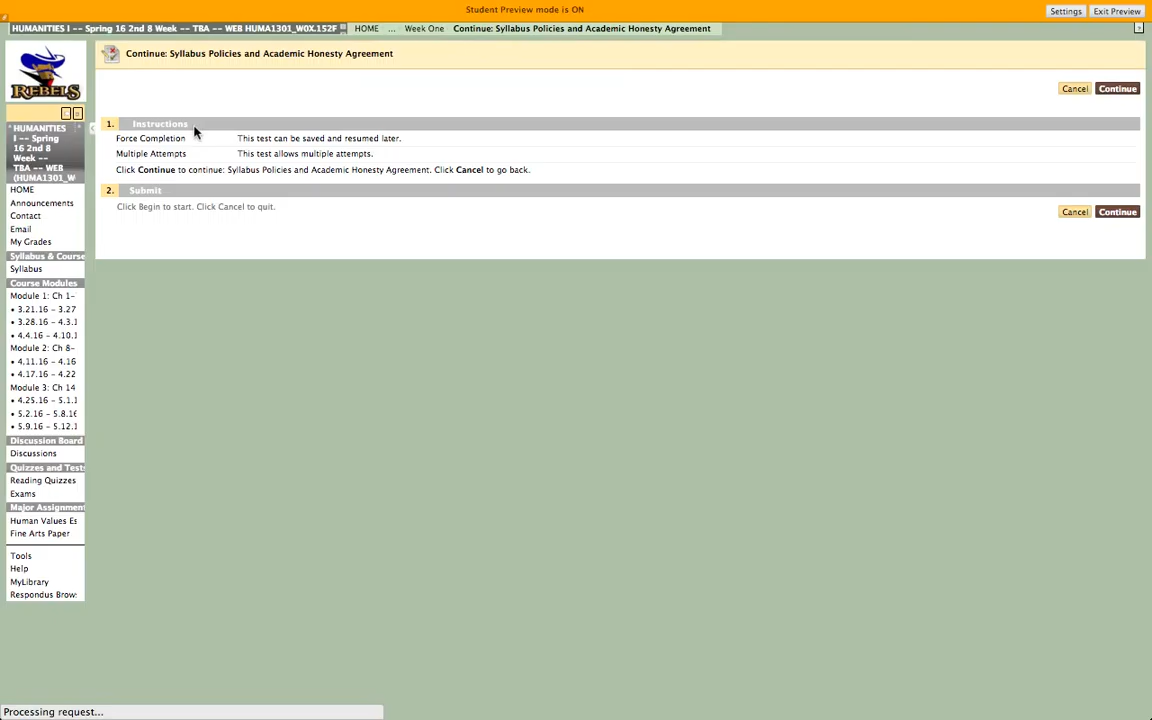 Student Preview mode is ON
Settings
Exit Preview
HUMANITIES I -- Spring 16 2nd 8 Week -- TBA -- WEB HUMA1301_W0X.152F
HOME ... Week One Continue: Syllabus Policies and Academic Honesty Agreement
REBELS
Continue: Syllabus Policies and Academic Honesty Agreement
Cancel Continue
HUMANITIES
I -- Spring
16 2nd 8
Week --
TBA -- WEB
(HUMA1301_W
HOME
Announcements
Contact
Email
My Grades
Syllabus & Course
Syllabus
Course Modules
Module 1: Ch 1-
• 3.21.16 - 3.27
• 3.28.16 - 4.3.1
• 4.4.16 - 4.10.1
Module 2: Ch 8-
• 4.11.16 - 4.16
• 4.17.16 - 4.22
Module 3: Ch 14
• 4.25.16 - 5.1.1
• 5.2.16 - 5.8.16
• 5.9.16 - 5.12.1
Discussion Board
Discussions
Quizzes and Tests
Reading Quizzes
Exams
Major Assignment
Human Values Es
Fine Arts Paper
Tools
Help
MyLibrary
Respondus Brow
1. Instructions
Force Completion This test can be saved and resumed later.
Multiple Attempts This test allows multiple attempts.
Click Continue to continue: Syllabus Policies and Academic Honesty Agreement. Click Cancel to go back.
2. Submit
Click Begin to start. Click Cancel to quit.
Cancel Continue
Processing request...